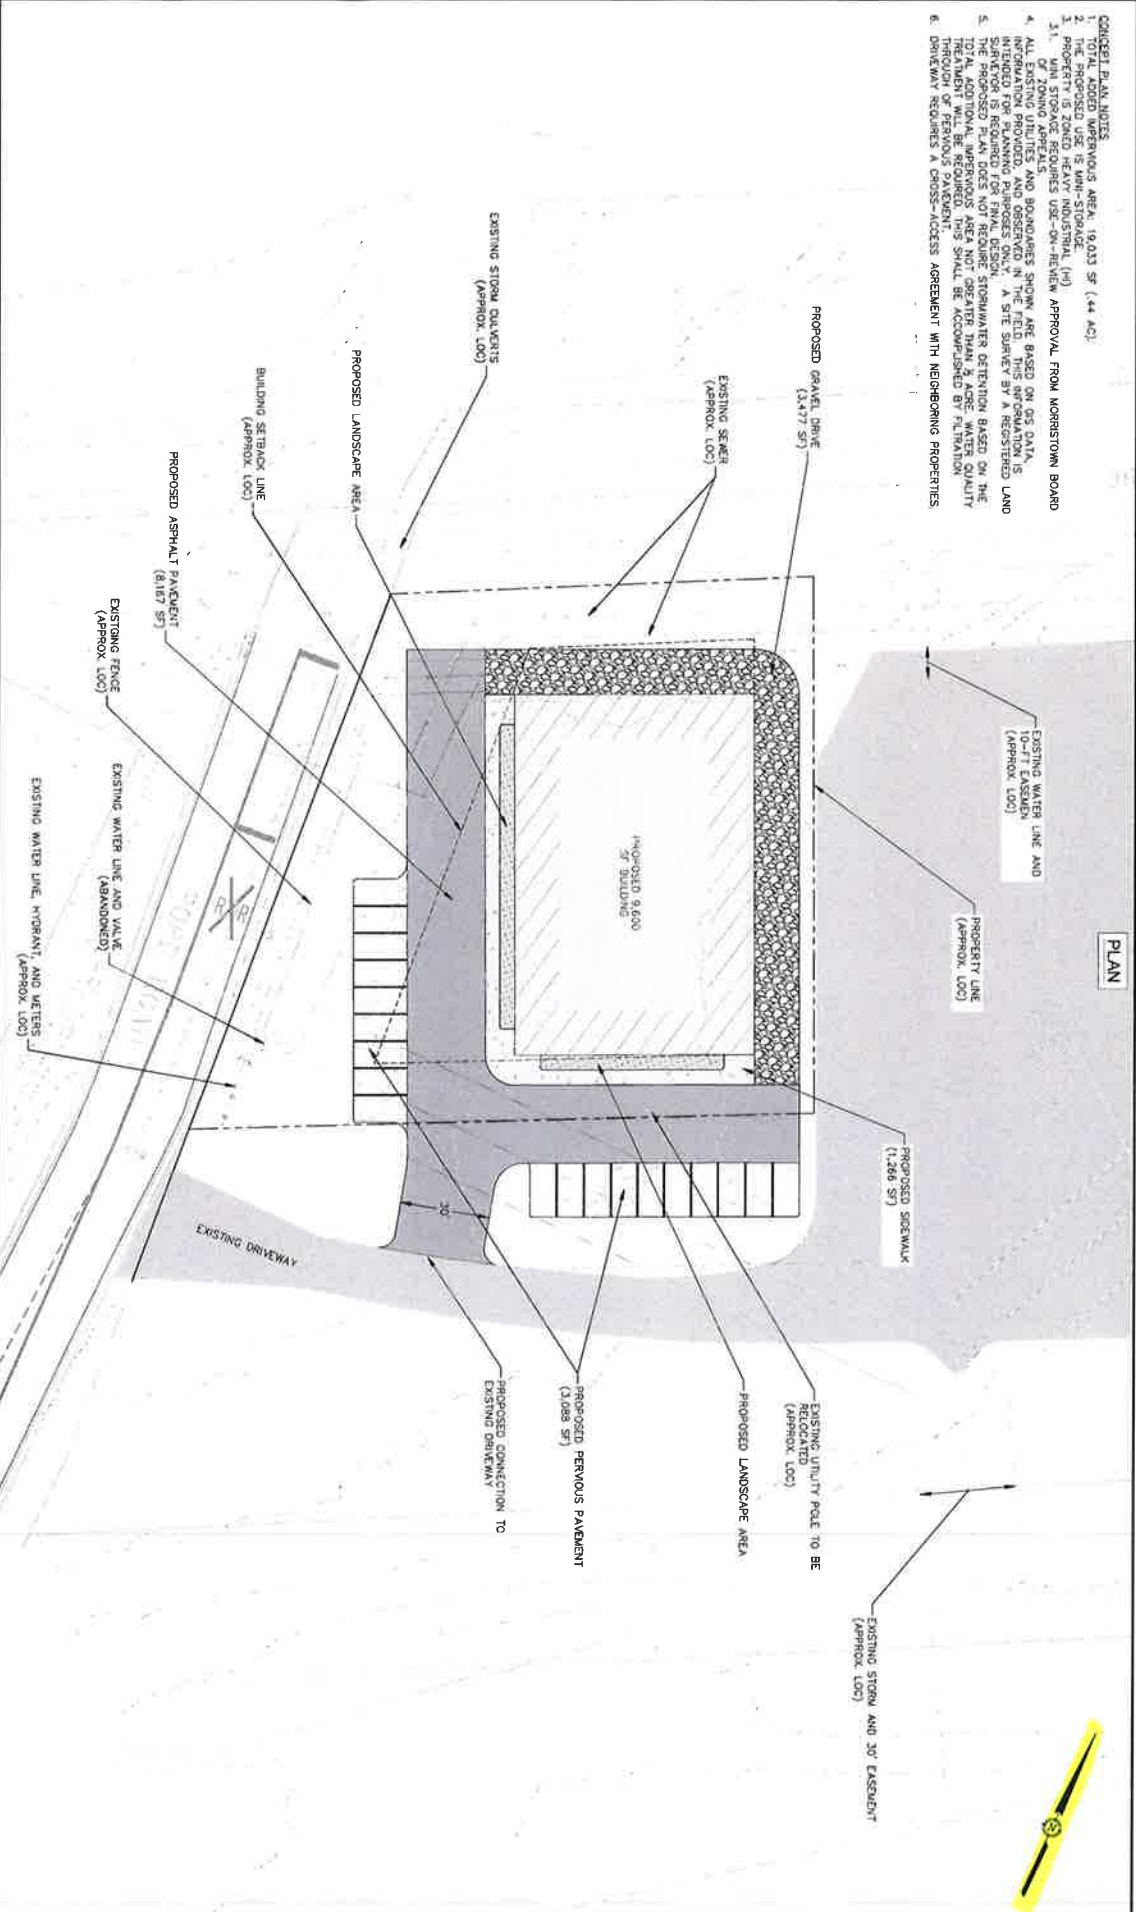 PLAN
CONCEPT PLAN NOTES
1. TOTAL ADDED IMPERVIOUS AREA: 19,033 SF (.44 AC).
2. THE PROPOSED USE IS MINI-STORAGE.
3. PROPERTY IS ZONED HEAVY INDUSTRIAL (HI)
3.1. MINI STORAGE REQUIRES USE-ON-REVIEW APPROVAL FROM MORRISTOWN BOARD
OF ZONING APPEALS.
4. ALL EXISTING UTILITIES AND BOUNDARIES SHOWN ARE BASED ON GIS DATA,
INFORMATION PROVIDED, AND OBSERVED IN THE FIELD. THIS INFORMATION IS
INTENDED FOR PLANNING PURPOSES ONLY. A SITE SURVEY BY A REGISTERED LAND
SURVEYOR IS REQUIRED FOR FINAL DESIGN.
5. THE PROPOSED PLAN DOES NOT REQUIRE STORMWATER DETENTION BASED ON THE
TOTAL ADDITIONAL IMPERVIOUS AREA NOT GREATER THAN ½ ACRE. WATER QUALITY
TREATMENT WILL BE REQUIRED. THIS SHALL BE ACCOMPLISHED BY FILTRATION
THROUGH OF PERVIOUS PAVEMENT.
6. DRIVEWAY REQUIRES A CROSS-ACCESS AGREEMENT WITH NEIGHBORING PROPERTIES.
EXISTING WATER LINE AND
10-FT EASEMEN
(APPROX. LOC)
PROPERTY LINE
(APPROX. LOC)
PROPOSED SIDEWALK
(1,266 SF)
EXISTING STORM AND 30' EASEMENT
(APPROX. LOC)
N
PROPOSED GRAVEL DRIVE
(3,477 SF)
EXISTING UTILITY POLE TO BE
RELOCATED
(APPROX. LOC)
EXISTING SEWER
(APPROX. LOC)
PROPOSED LANDSCAPE AREA
PROPOSED 9,600
SF BUILDING
PROPOSED PERVIOUS PAVEMENT
(3,088 SF)
EXISTING STORM CULVERTS
(APPROX. LOC)
PROPOSED CONNECTION TO
EXISTING DRIVEWAY
30'
PROPOSED LANDSCAPE AREA
BUILDING SETBACK LINE
(APPROX. LOC)
EXISTING DRIVEWAY
PROPOSED ASPHALT PAVEMENT
(8,167 SF)
EXISTGING FENCE
(APPROX. LOC)
R R
EXISTING WATER LINE AND VALVE
(ABANDONED)
EXISTING WATER LINE, HYDRANT, AND METERS
(APPROX. LOC)